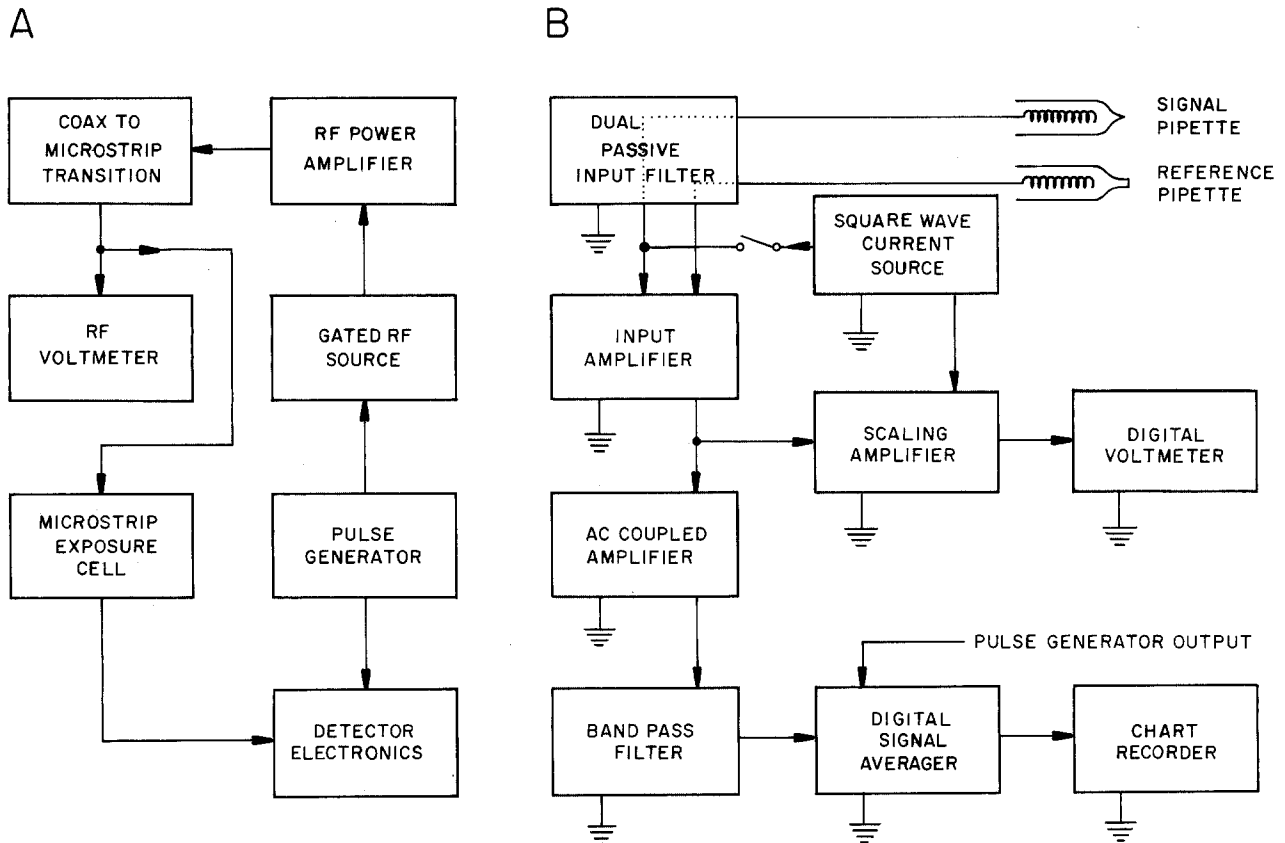 A
COAX TO
MICROSTRIP
TRANSITION
RF POWER
AMPLIFIER
RF
VOLTMETER
GATED RF
SOURCE
MICROSTRIP
EXPOSURE
CELL
PULSE
GENERATOR
DETECTOR
ELECTRONICS
B
DUAL
PASSIVE
INPUT FILTER
SIGNAL
PIPETTE
REFERENCE
PIPETTE
SQUARE WAVE
CURRENT
SOURCE
INPUT
AMPLIFIER
SCALING
AMPLIFIER
DIGITAL
VOLTMETER
AC COUPLED
AMPLIFIER
PULSE GENERATOR OUTPUT
BAND PASS
FILTER
DIGITAL
SIGNAL
AVERAGER
CHART
RECORDER